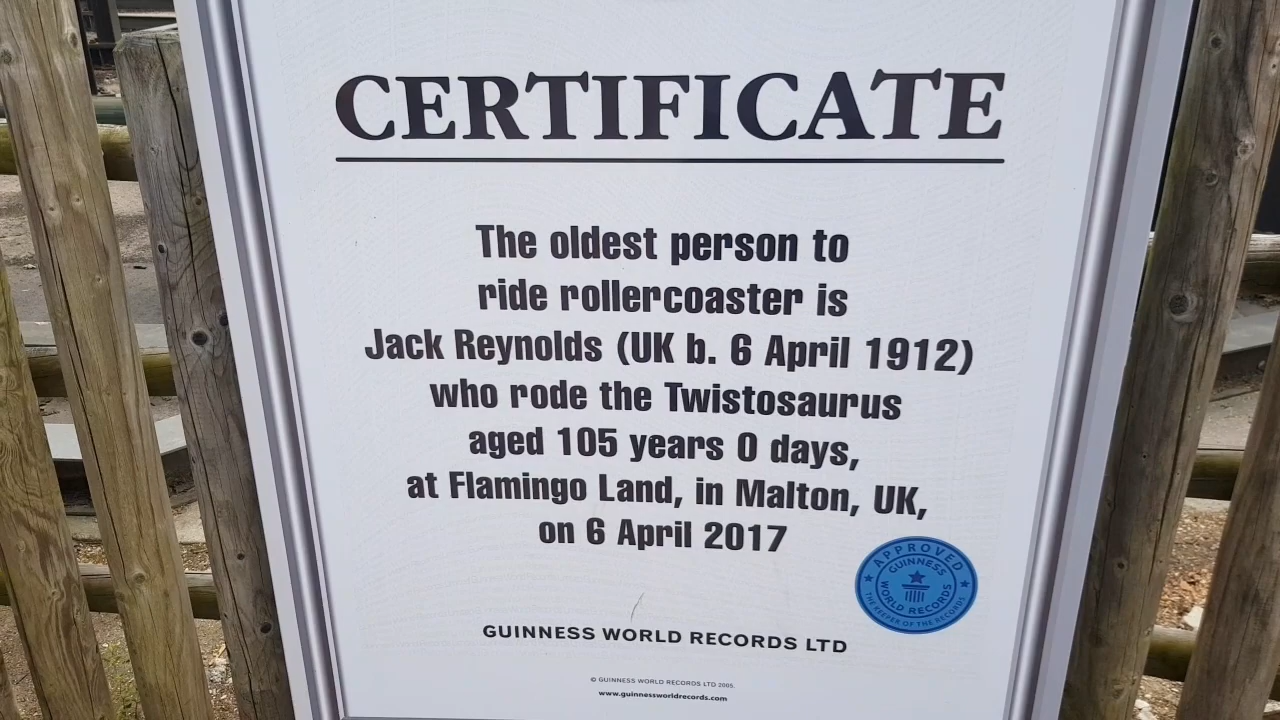 CERTIFICATE
The oldest person to
ride rollercoaster is
Jack Reynolds (UK b. 6 April 1912)
who rode the Twistosaurus
aged 105 years 0 days,
at Flamingo Land, in Malton, UK,
on 6 April 2017
APPROVED
GUINNESS
WORLD RECORDS
THE KEEPER OF THE RECORDS
GUINNESS WORLD RECORDS LTD
© GUINNESS WORLD RECORDS LTD 2005.
www.guinnessworldrecords.com